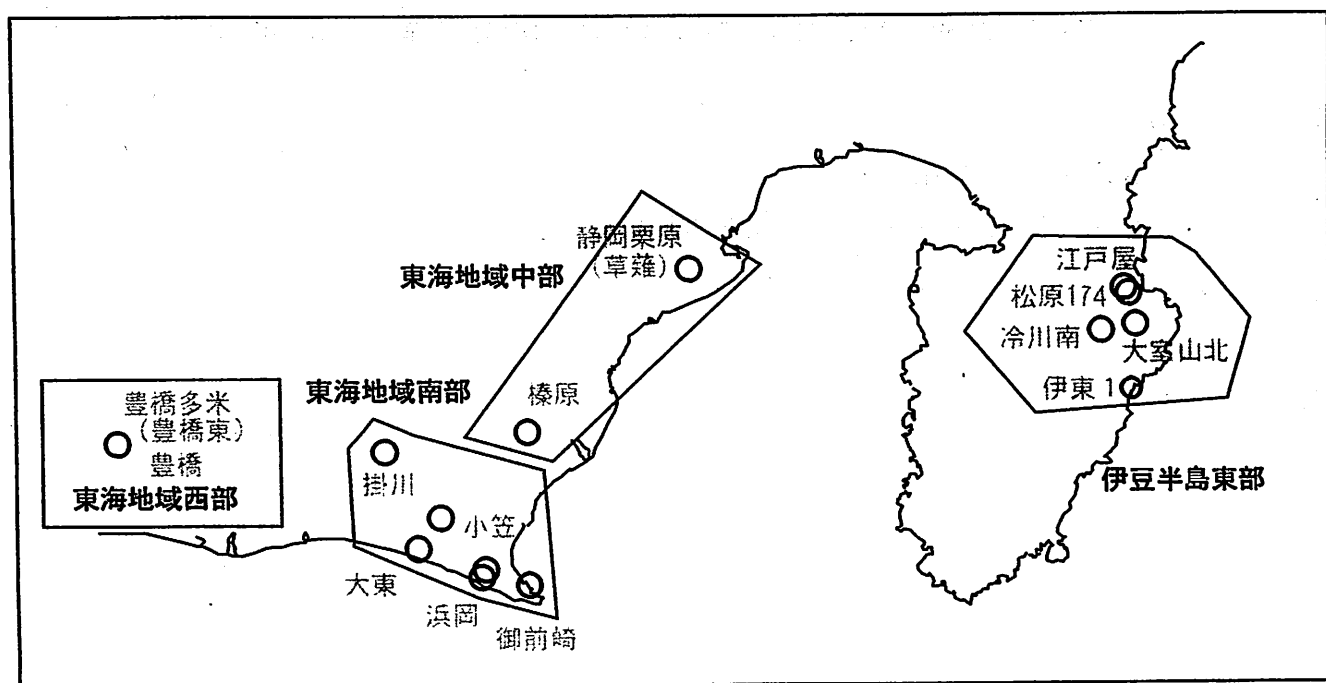 静岡栗原
(草薙)
東海地域中部
江戸屋
松原174
冷川南
大室山北
伊東1
伊豆半島東部
東海地域南部
榛原
豊橋多米
(豊橋東)
豊橋
東海地域西部
掛川
小笠
大東
浜岡
御前崎